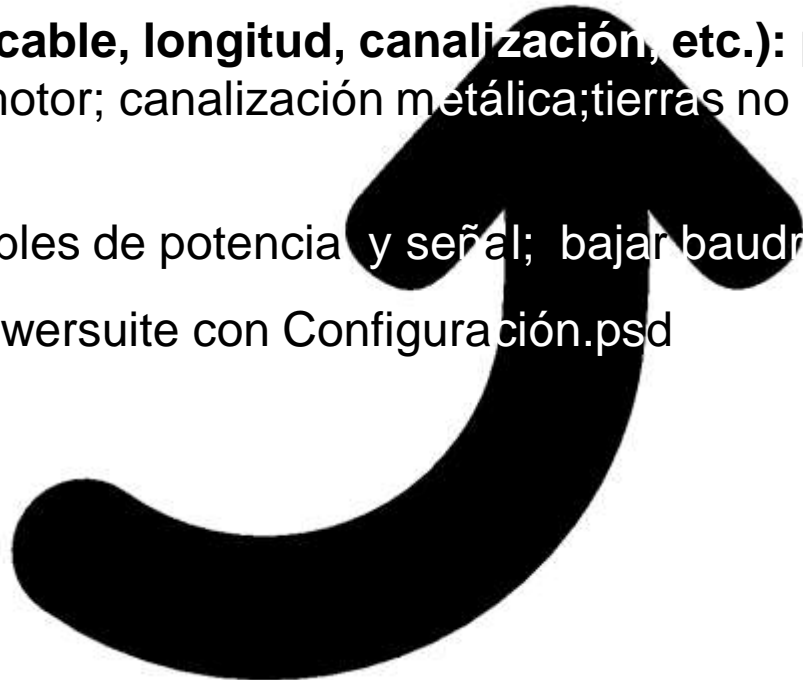 cable, longitud, canalización, etc.):
motor; canalización metálica;tierras no
bles de potencia y señal; bajar baudr
wersuite con Configuración.psd